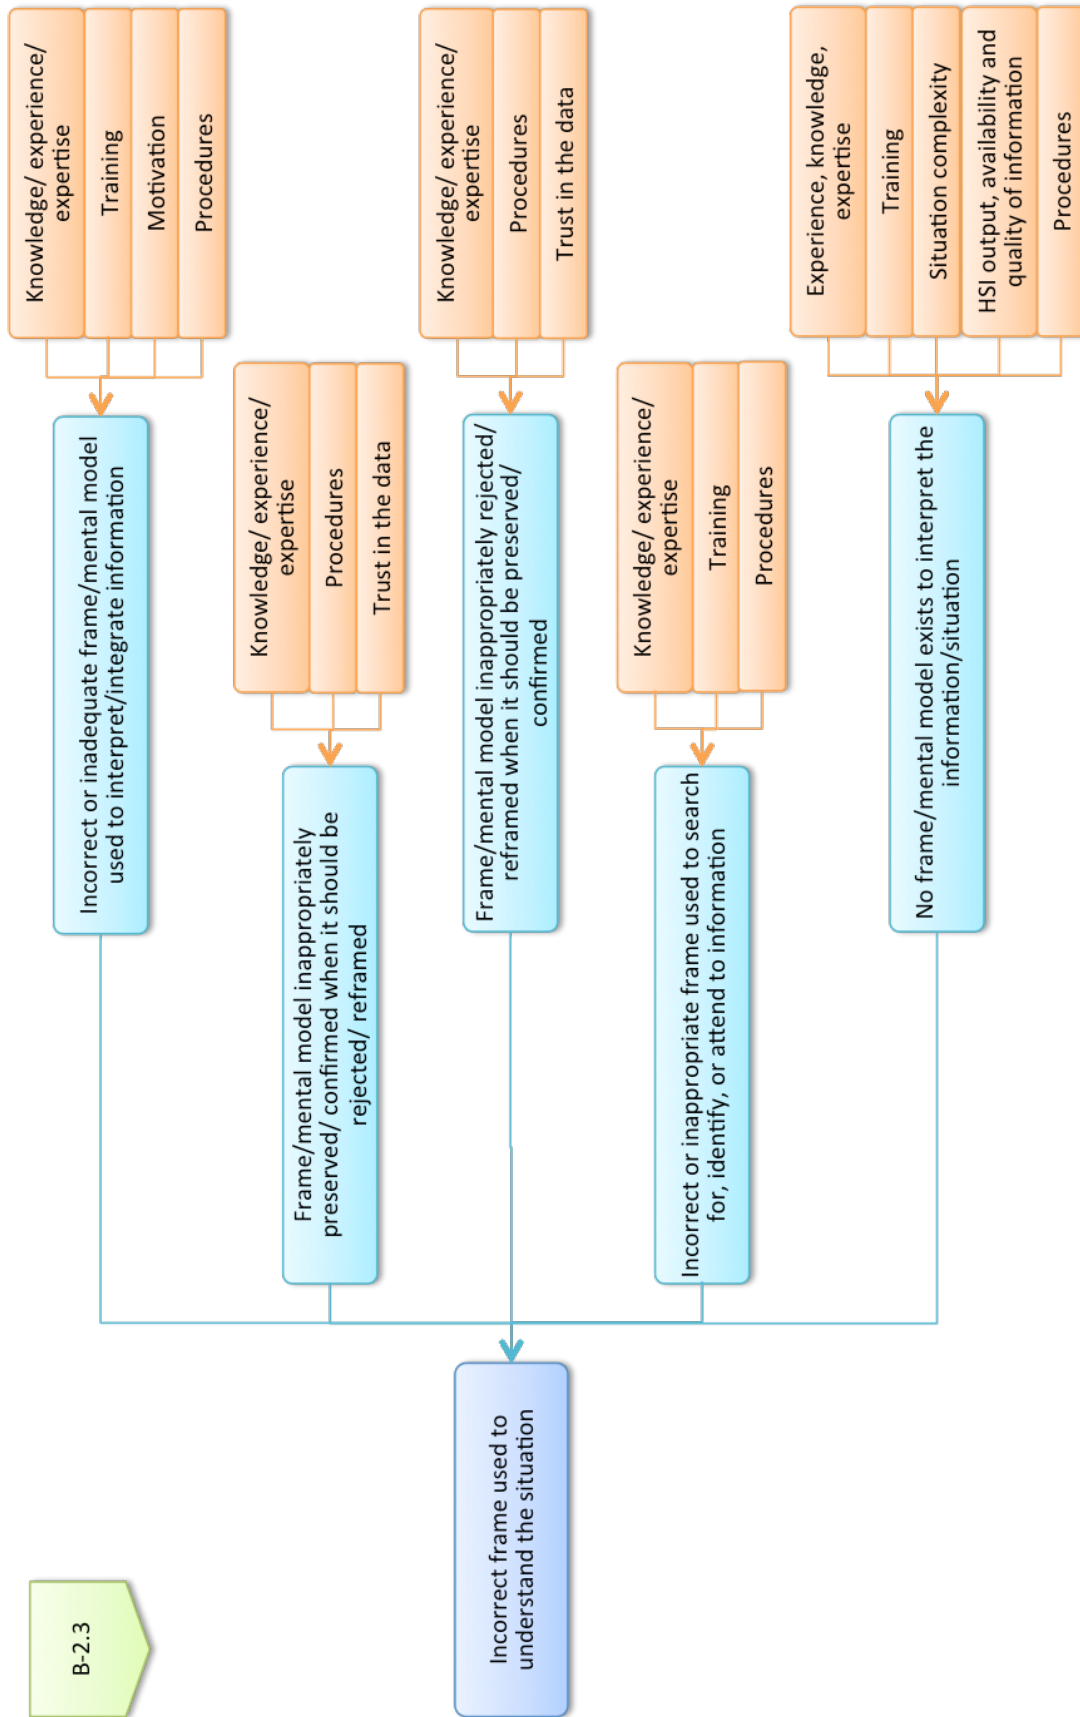 B-2.3
Incorrect frame used to
understand the situation
Incorrect or inadequate frame/mental model
used to interpret/integrate information
Knowledge/ experience/
expertise
Training
Motivation
Procedures
Frame/mental model inappropriately
preserved/ confirmed when it should be
rejected/ reframed
Knowledge/ experience/
expertise
Procedures
Trust in the data
Frame/mental model inappropriately rejected/
reframed when it should be preserved/
confirmed
Knowledge/ experience/
expertise
Procedures
Trust in the data
Incorrect or inappropriate frame used to search
for, identify, or attend to information
Knowledge/ experience/
expertise
Training
Procedures
No frame/mental model exists to interpret the
information/situation
Experience, knowledge,
expertise
Training
Situation complexity
HSI output, availability and
quality of information
Procedures